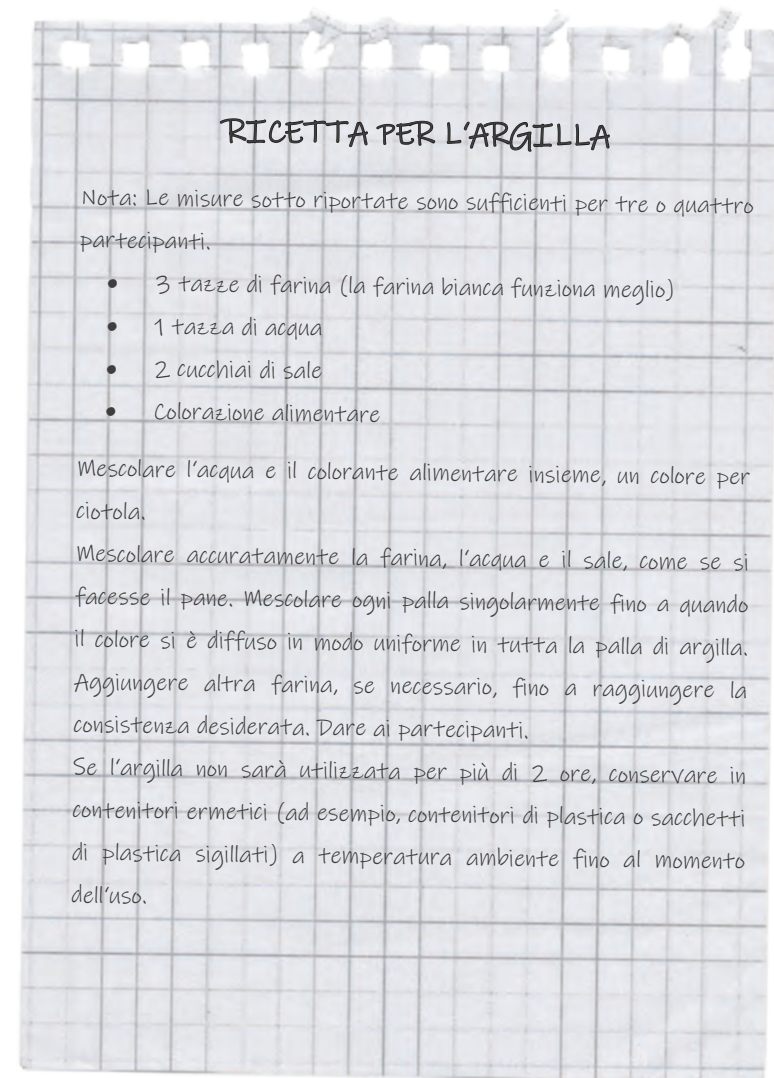 RICETTA PER L'ARGILLA
Nota: Le misure sotto riportate sono sufficienti per tre o quattro
partecipanti.
• 3 tazze di farina (la farina bianca funziona meglio)
• 1 tazza di acqua
• 2 cucchiai di sale
• Colorazione alimentare
Mescolare l'acqua e il colorante alimentare insieme, un colore per
ciotola.
Mescolare accuratamente la farina, l'acqua e il sale, come se si
facesse il pane. Mescolare ogni palla singolarmente fino a quando
il colore si è diffuso in modo uniforme in tutta la palla di argilla.
Aggiungere altra farina, se necessario, fino a raggiungere la
consistenza desiderata. Dare ai partecipanti.
Se l'argilla non sarà utilizzata per più di 2 ore, conservare in
contenitori ermetici (ad esempio, contenitori di plastica o sacchetti
di plastica sigillati) a temperatura ambiente fino al momento
dell'uso.